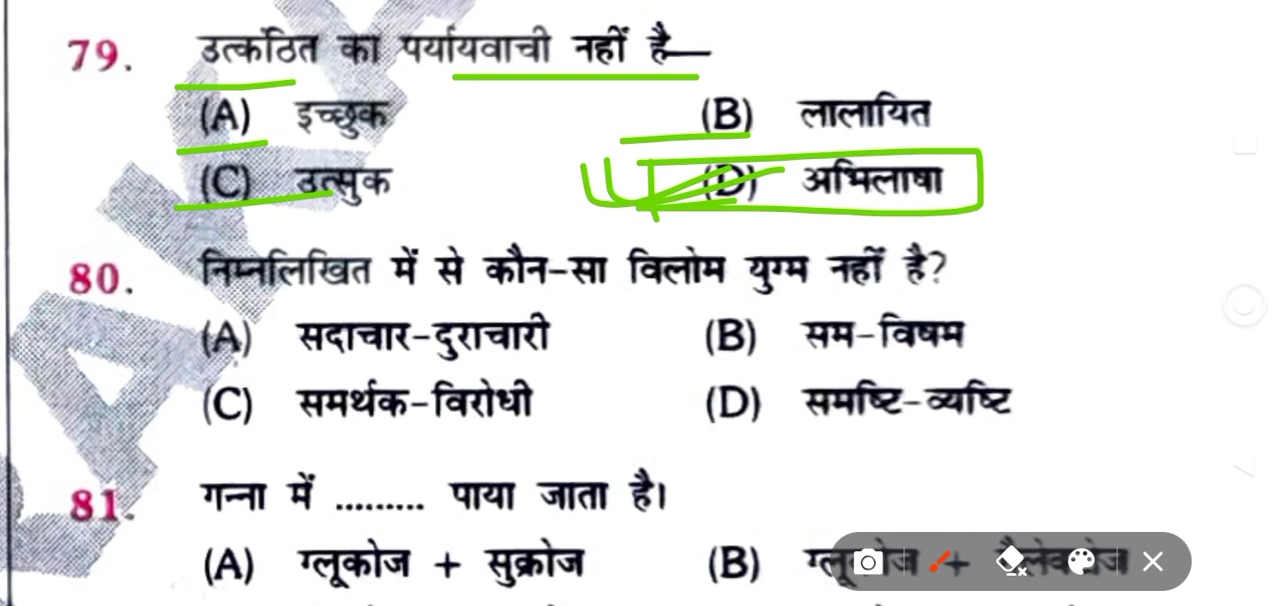 79. उत्कंठित का पर्यायवाची नहीं है—
(A) इच्छुक (B) लालायित
(C) उत्सुक (D) अभिलाषा
80. निम्नलिखित में से कौन-सा विलोम युग्म नहीं है?
(A) सदाचार-दुराचारी (B) सम-विषम
(C) समर्थक-विरोधी (D) समष्टि-व्यष्टि
81. गन्ना में ......... पाया जाता है।
(A) ग्लूकोज + सुक्रोज (B)